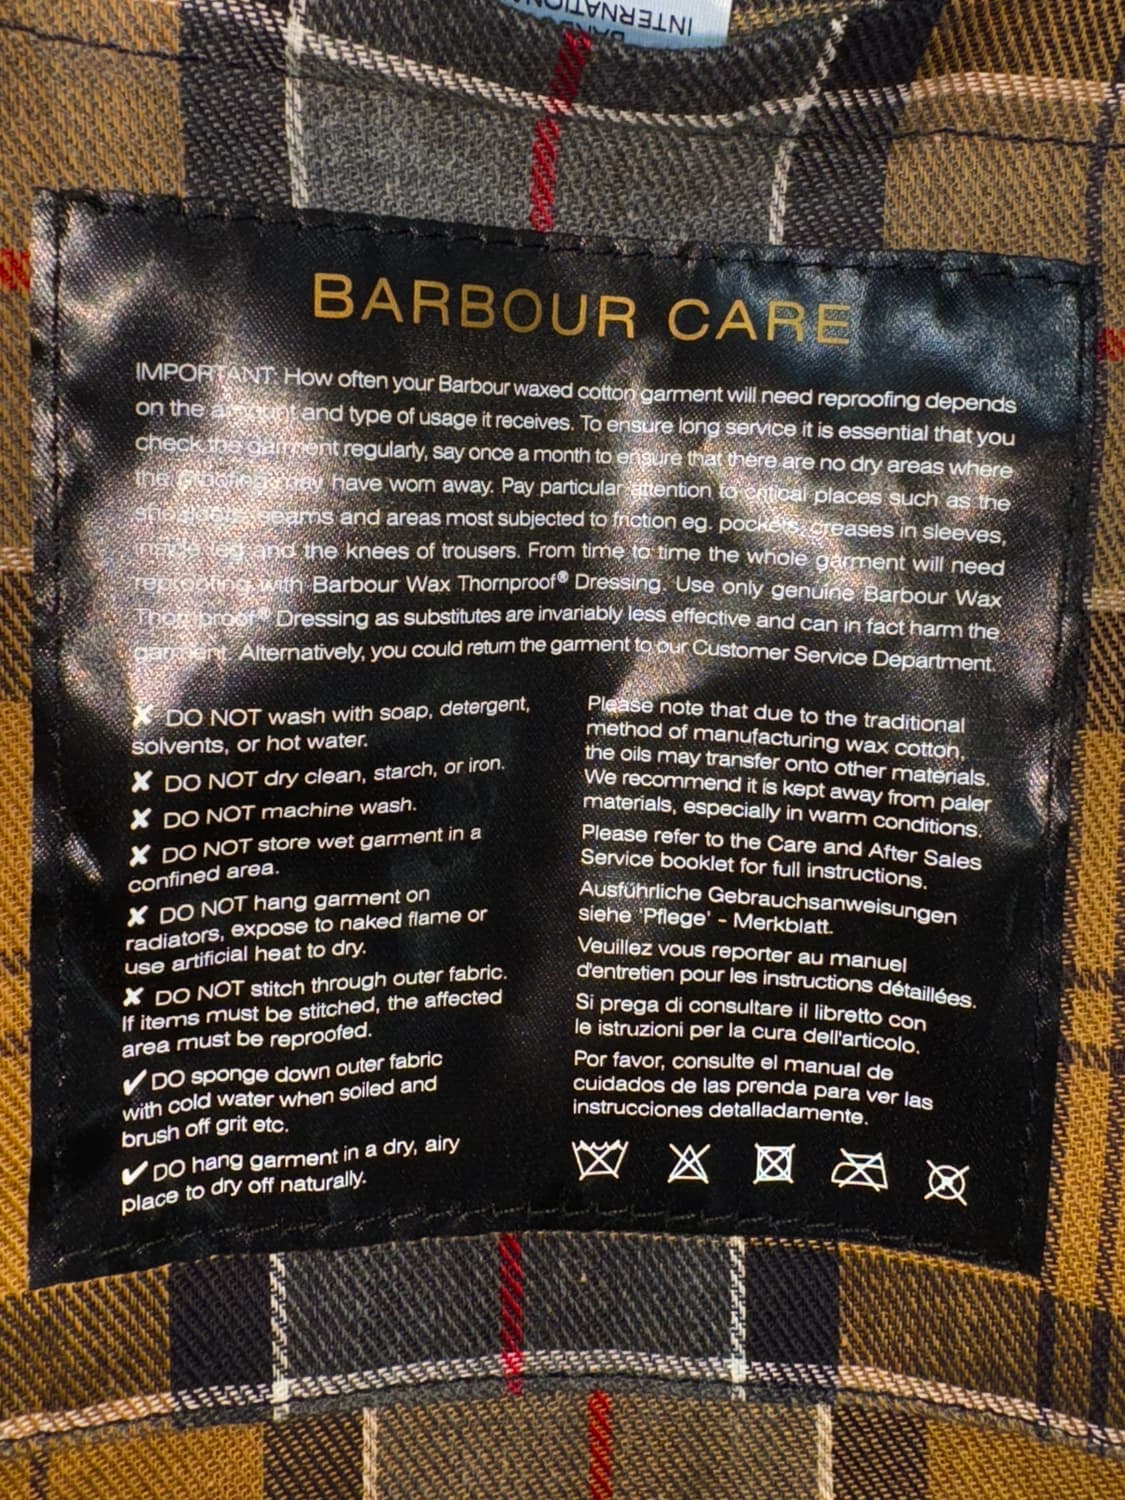 INTERNATION
BARBOUR CARE
IMPORTANT: How often your Barbour waxed cotton garment will need reproofing depends
on the amount and type of usage it receives. To ensure long service it is essential that you
check the garment regularly, say once a month to ensure that there are no dry areas where
the proofing may have worn away. Pay particular attention to critical places such as the
shoulders, seams and areas most subjected to friction eg. pockets, creases in sleeves,
inside leg and the knees of trousers. From time to time the whole garment will need
reproofing with Barbour Wax Thornproof® Dressing. Use only genuine Barbour Wax
Thornproof® Dressing as substitutes are invariably less effective and can in fact harm the
garment. Alternatively, you could return the garment to our Customer Service Department.
✘ DO NOT wash with soap, detergent,
solvents, or hot water.
✘ DO NOT dry clean, starch, or iron.
✘ DO NOT machine wash.
✘ DO NOT store wet garment in a
confined area.
✘ DO NOT hang garment on
radiators, expose to naked flame or
use artificial heat to dry.
✘ DO NOT stitch through outer fabric.
If items must be stitched, the affected
area must be reproofed.
✔ DO sponge down outer fabric
with cold water when soiled and
brush off grit etc.
✔ DO hang garment in a dry, airy
place to dry off naturally.
Please note that due to the traditional
method of manufacturing wax cotton,
the oils may transfer onto other materials.
We recommend it is kept away from paler
materials, especially in warm conditions.
Please refer to the Care and After Sales
Service booklet for full instructions.
Ausführliche Gebrauchsanweisungen
siehe 'Pflege' - Merkblatt.
Veuillez vous reporter au manuel
d'entretien pour les instructions détaillées.
Si prega di consultare il libretto con
le istruzioni per la cura dell'articolo.
Por favor, consulte el manual de
cuidados de las prenda para ver las
instrucciones detalladamente.